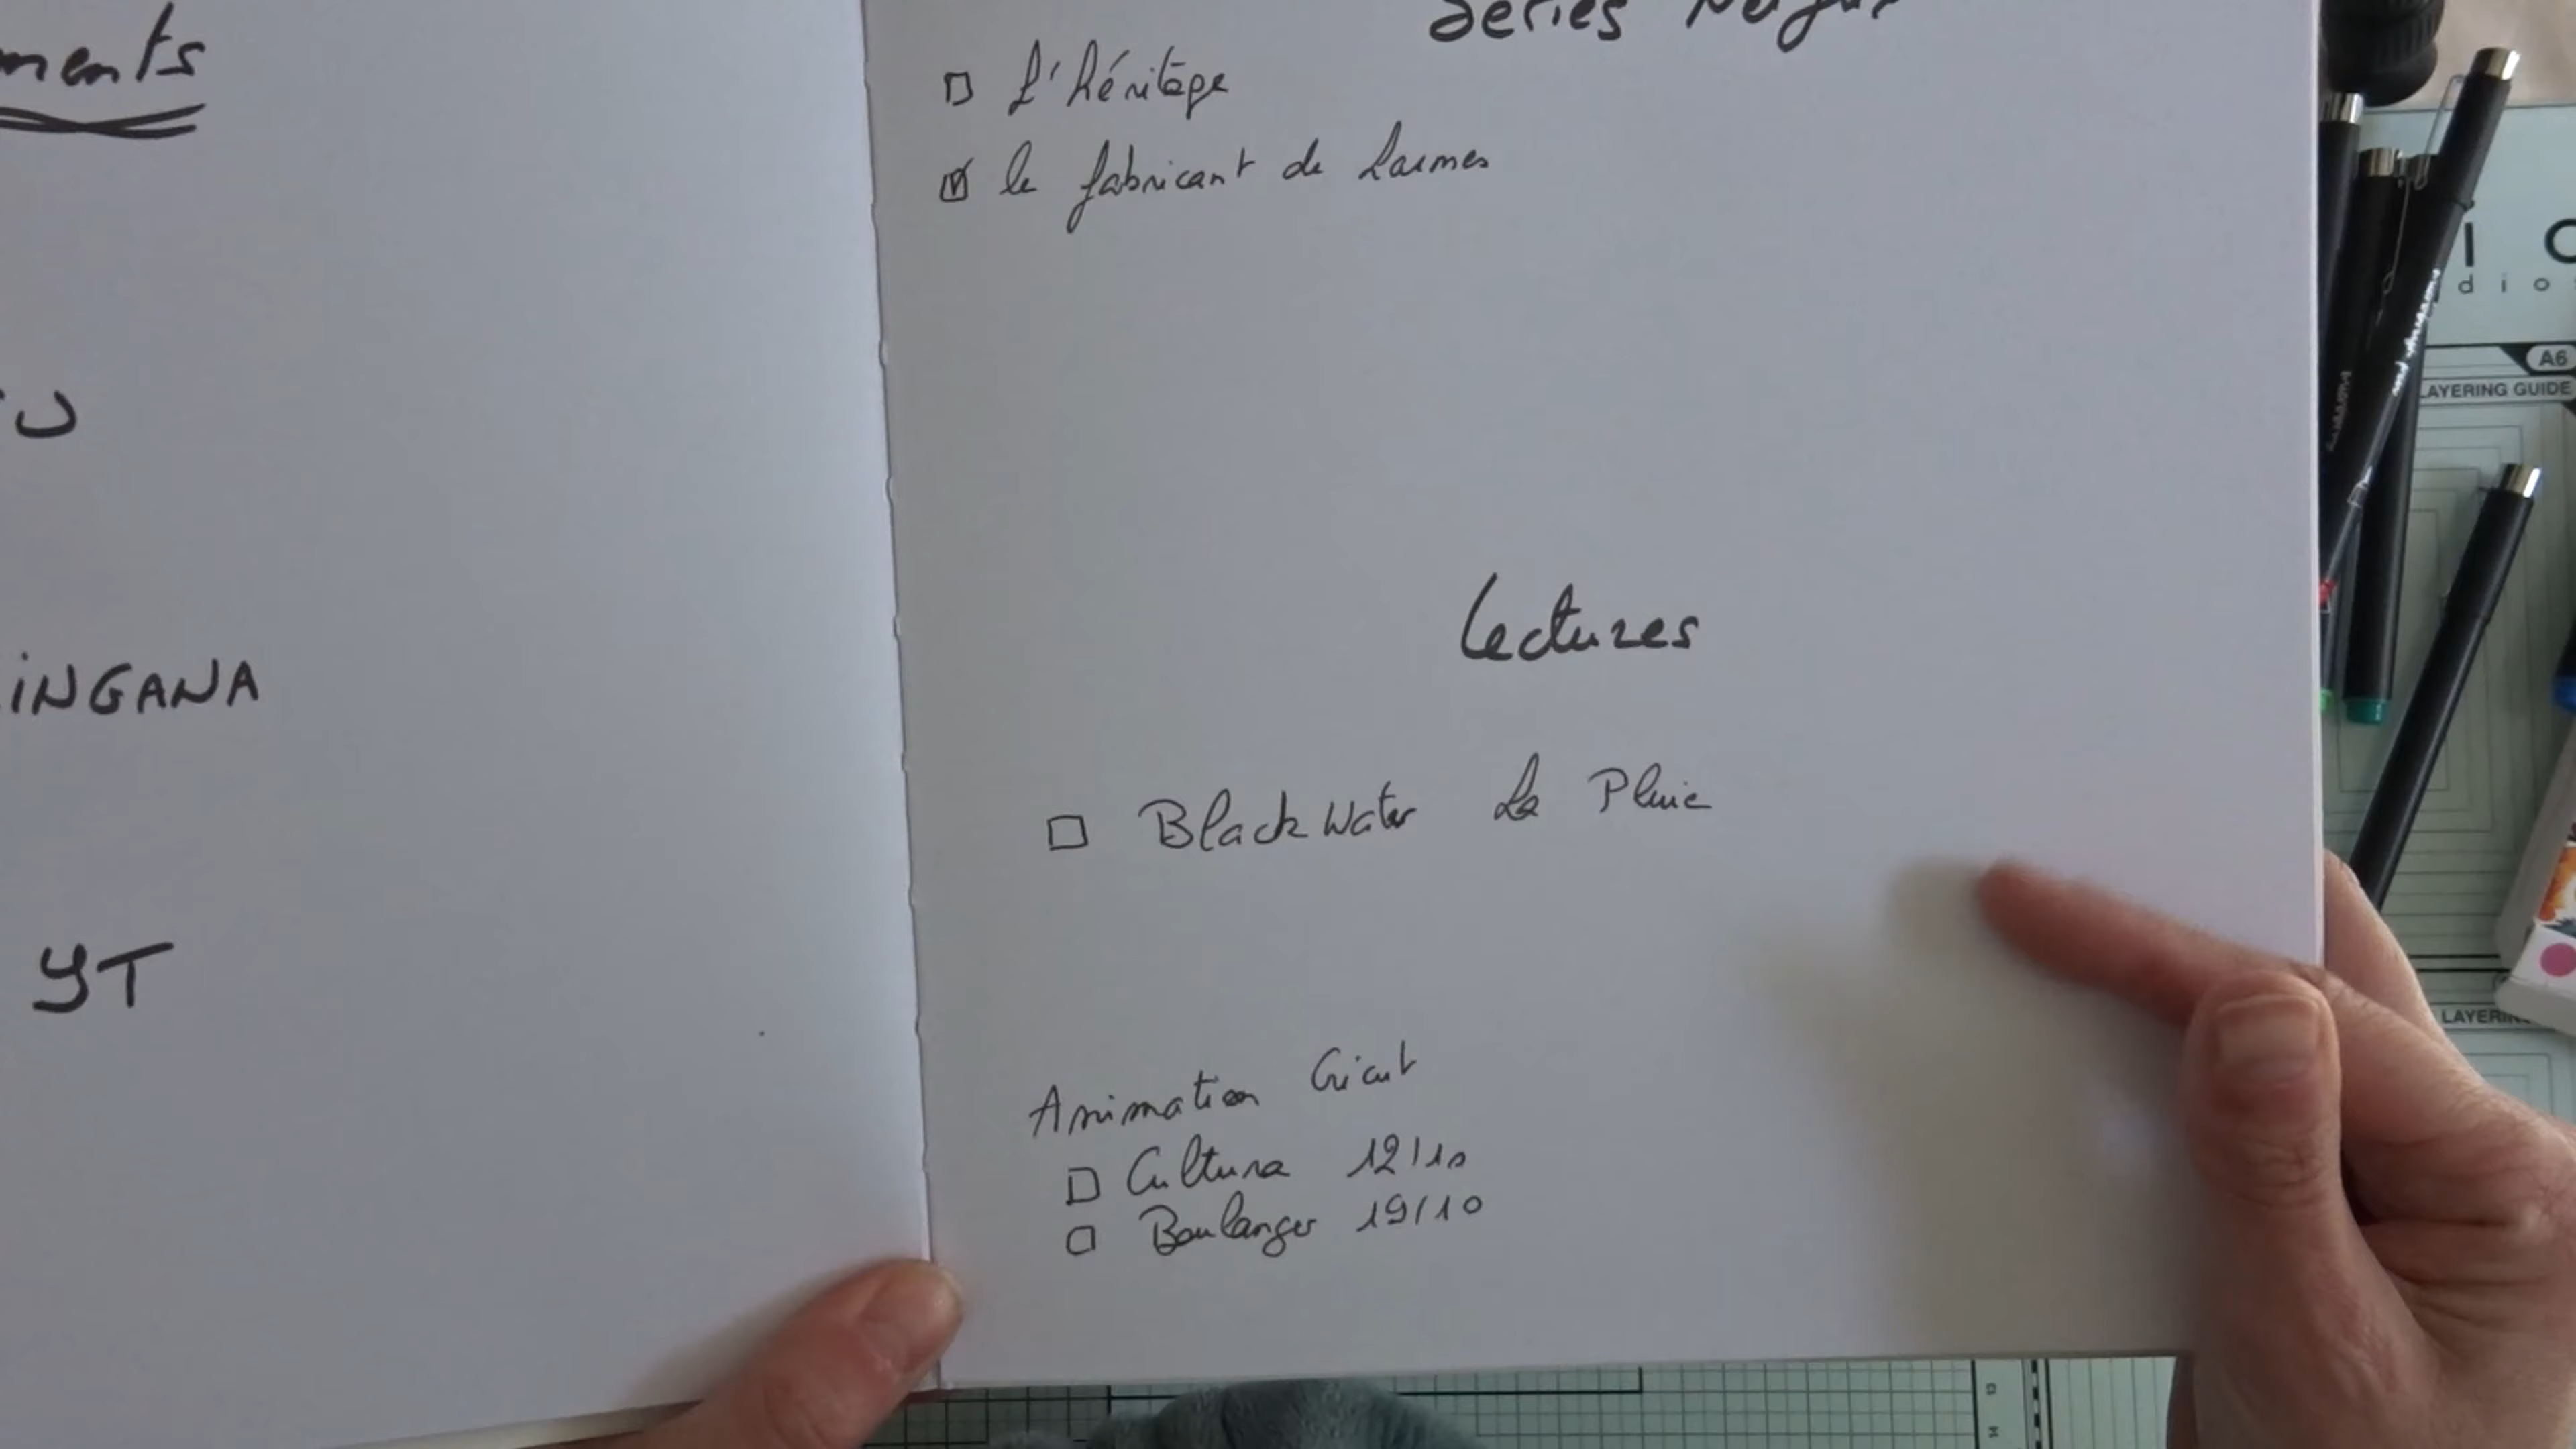 ments
INGANA
YT
Séries
L'héritage
le fabricant de larmes
Lectures
BlackWater La Pluie
Animation Cricut
Cultura 12/10
Boulanger 19/10
A6
LAYERING GUIDE